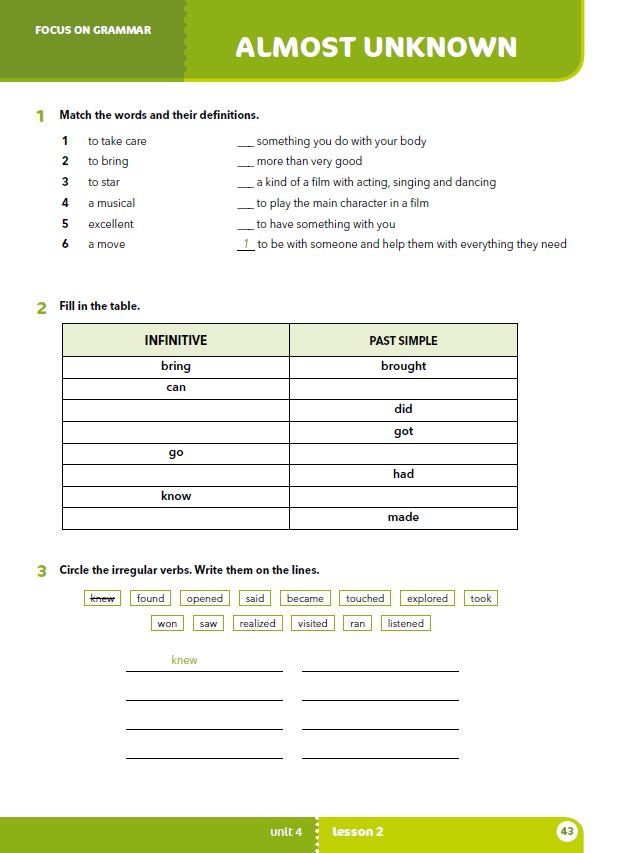 FOCUS ON GRAMMAR
ALMOST UNKNOWN
1 Match the words and their definitions.
1 to take care ___ something you do with your body
2 to bring ___ more than very good
3 to star ___ a kind of a film with acting, singing and dancing
4 a musical ___ to play the main character in a film
5 excellent ___ to have something with you
6 a move _1_ to be with someone and help them with everything they need
2 Fill in the table.
INFINITIVE PAST SIMPLE
bring brought
can
did
got
go
had
know
made
3 Circle the irregular verbs. Write them on the lines.
knew found opened said became touched explored took
won saw realized visited ran listened
knew
unit 4 lesson 2 43